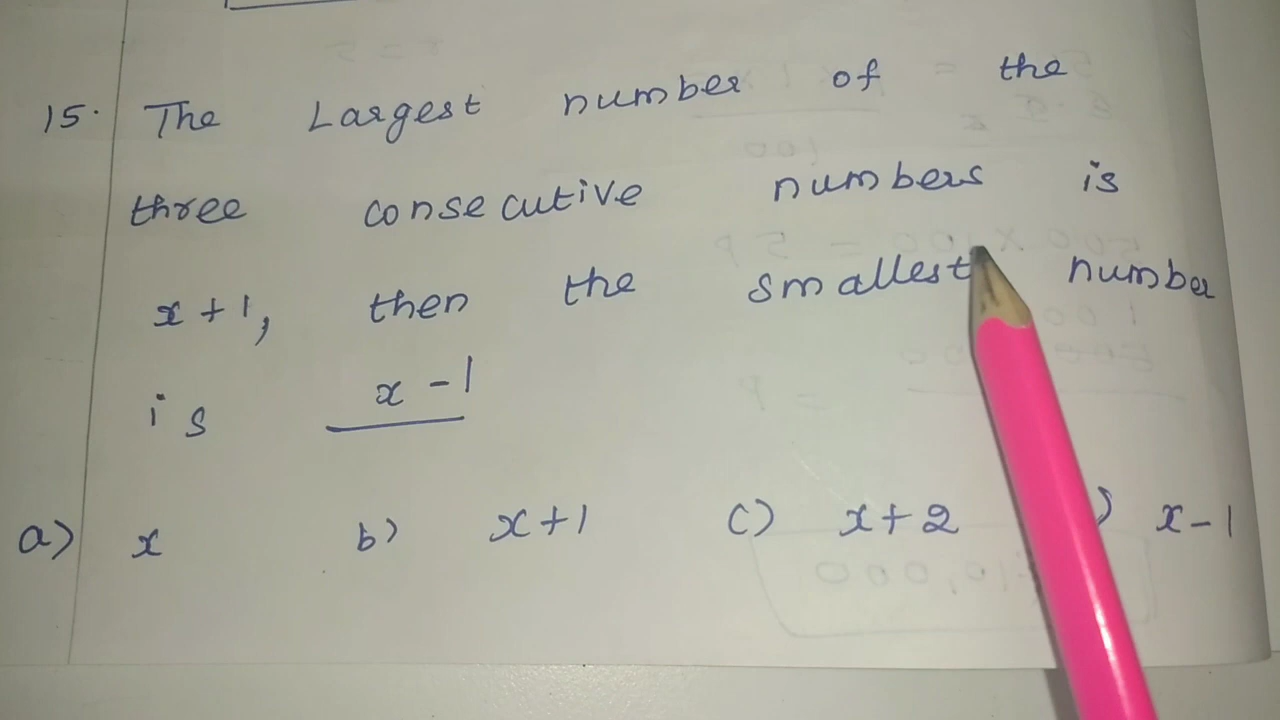 15. The Largest number of the
three consecutive numbers is
x+1, then the smallest number
is x-1
a) x b) x+1 c) x+2 ) x-1